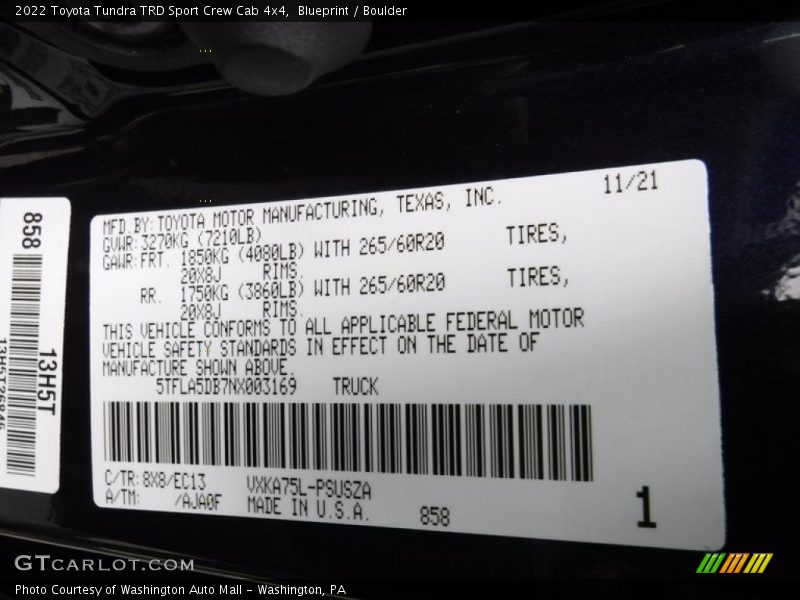 2022 Toyota Tundra TRD Sport Crew Cab 4x4, Blueprint / Boulder
858
13H5T
MFD.BY:TOYOTA MOTOR MANUFACTURING, TEXAS, INC. 11/21
GVWR:3270KG (7210LB)
GAWR:FRT. 1850KG (4080LB) WITH 265/60R20 TIRES,
20X8J RIMS.
RR. 1750KG (3860LB) WITH 265/60R20 TIRES,
20X8J RIMS.
THIS VEHICLE CONFORMS TO ALL APPLICABLE FEDERAL MOTOR
VEHICLE SAFETY STANDARDS IN EFFECT ON THE DATE OF
MANUFACTURE SHOWN ABOVE.
5TFLA5DB7NX003169 TRUCK
C/TR:8X8/EC13 VXKA75L-PSUSZA
A/TM: /AJA0F MADE IN U.S.A. 858 1
GTCARLOT.COM
Photo Courtesy of Washington Auto Mall - Washington, PA